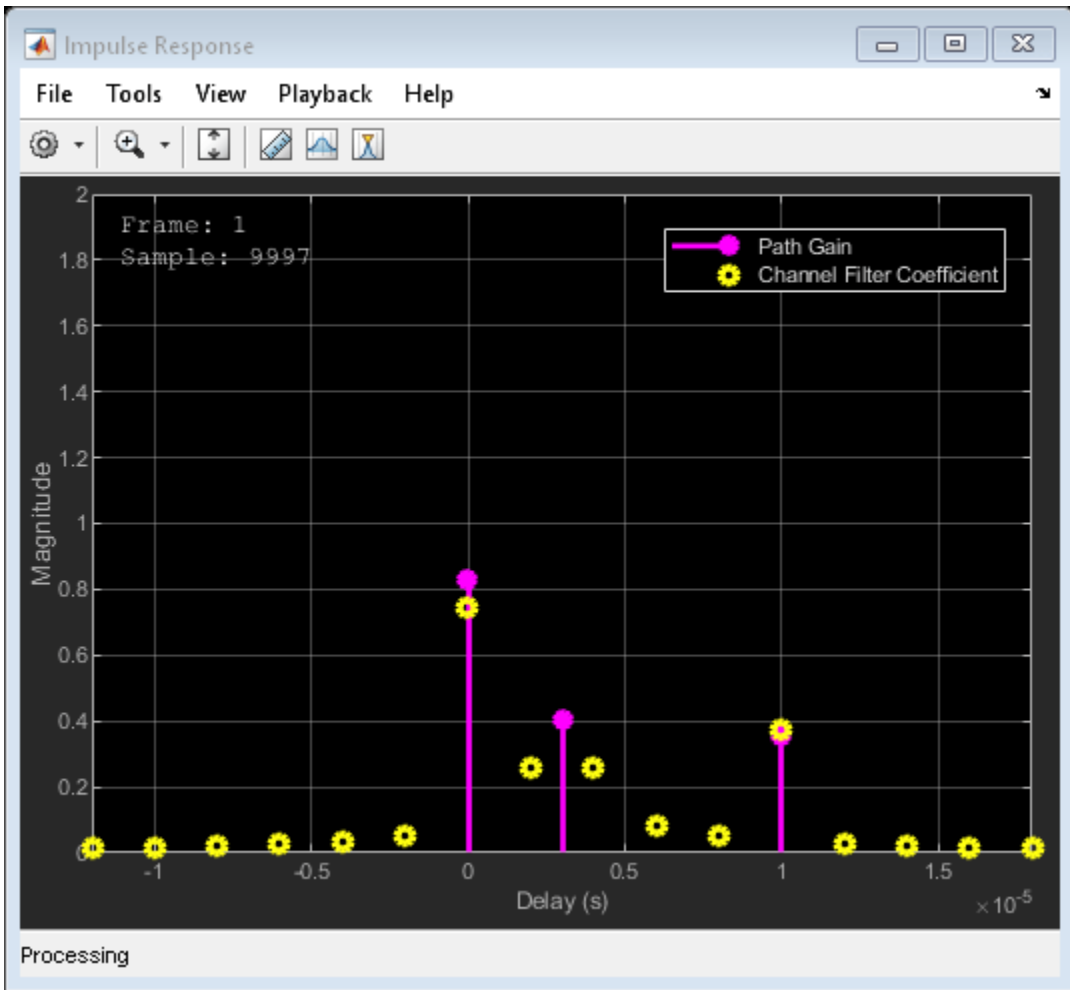 Impulse Response
File Tools View Playback Help
Frame: 1
Sample: 9997
Path Gain
Channel Filter Coefficient
2
1.8
1.6
1.4
1.2
1
0.8
0.6
0.4
0.2
0
Magnitude
-1 -0.5 0 0.5 1 1.5
Delay (s)
×10⁻⁵
Processing